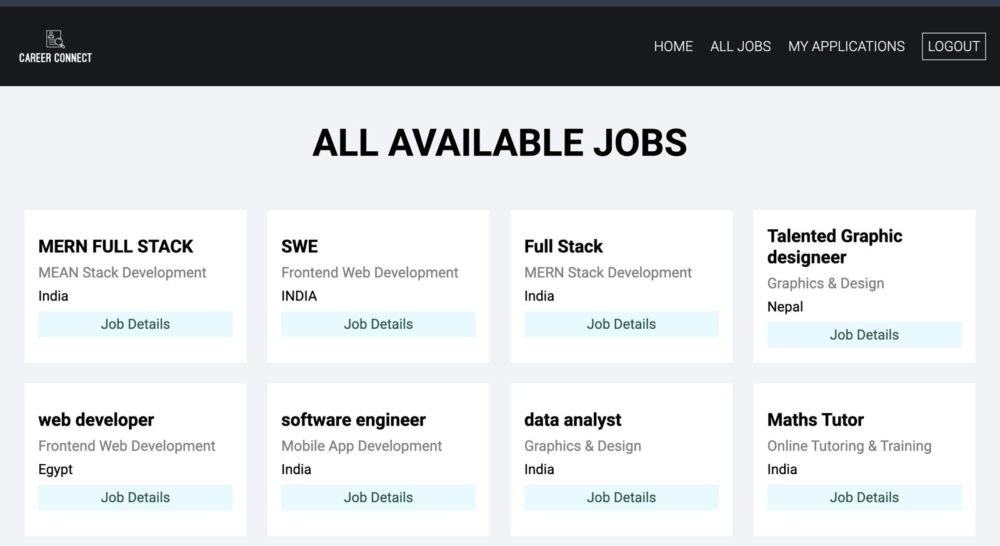 CAREER CONNECT
HOME ALL JOBS MY APPLICATIONS LOGOUT
ALL AVAILABLE JOBS
MERN FULL STACK
MEAN Stack Development
India
Job Details
SWE
Frontend Web Development
INDIA
Job Details
Full Stack
MERN Stack Development
India
Job Details
Talented Graphic
designeer
Graphics & Design
Nepal
Job Details
web developer
Frontend Web Development
Egypt
Job Details
software engineer
Mobile App Development
India
Job Details
data analyst
Graphics & Design
India
Job Details
Maths Tutor
Online Tutoring & Training
India
Job Details